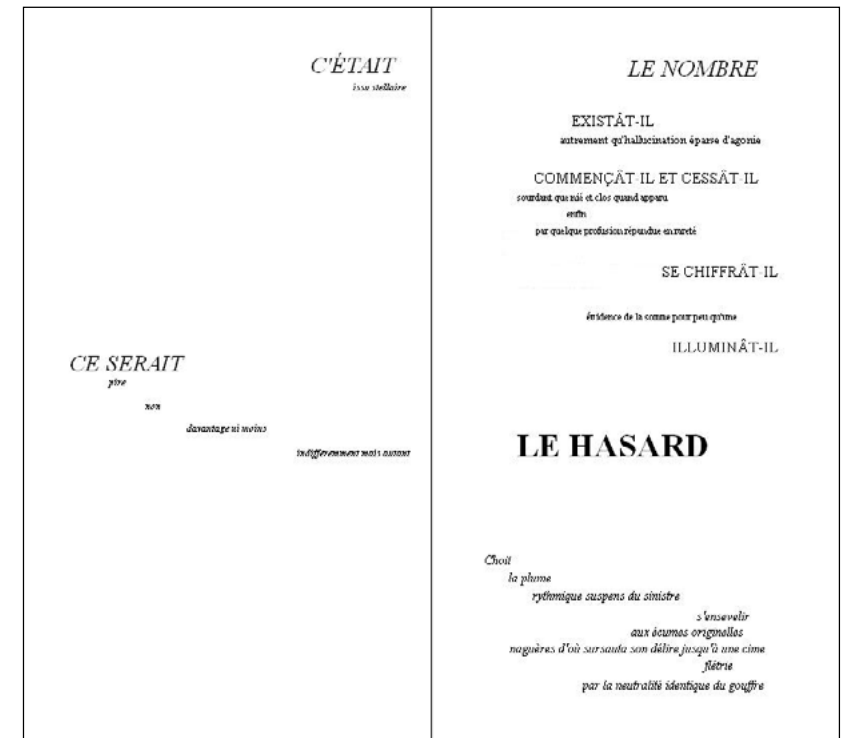 C'ÉTAIT
issu stellaire
CE SERAIT
pire
non
davantage ni moins
indifféremment mais autant
LE NOMBRE
EXISTÂT-IL
autrement qu'hallucination éparse d'agonie
COMMENÇÂT-IL ET CESSÂT-IL
sourdant que nié et clos quand apparu
enfin
par quelque profusion répandue en rareté
SE CHIFFRÂT-IL
évidence de la somme pour peu qu'une
ILLUMINÂT-IL
LE HASARD
Choit
la plume
rythmique suspens du sinistre
s'ensevelir
aux écumes originelles
naguères d'où sursauta son délire jusqu'à une cime
flétrie
par la neutralité identique du gouffre